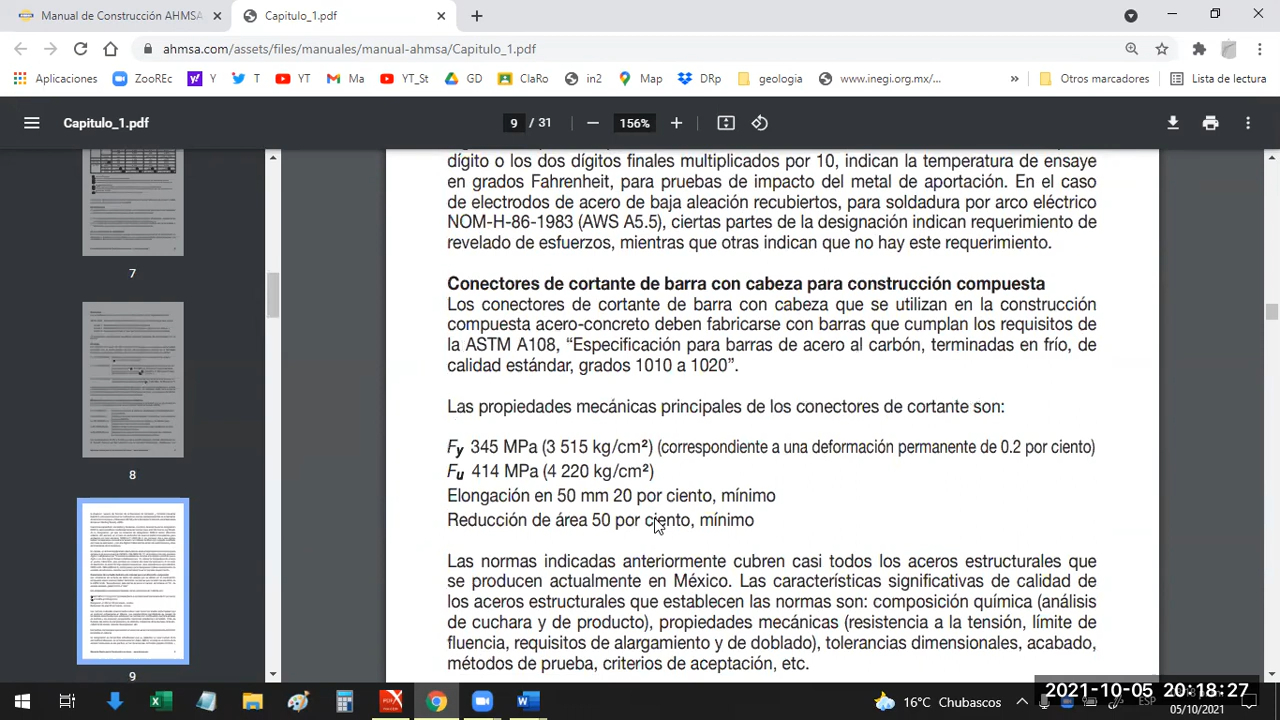 Manual de Construcción AHMSA
Capitulo_1.pdf
ahmsa.com/assets/files/manuales/manual-ahmsa/Capitulo_1.pdf
Aplicaciones ZooREc Y T YT Ma YT_St GD ClaRo in2 Map DRP geologia www.inegi.org.mx/... » Otros marcadores Lista de lectura
Capitulo_1.pdf 9 / 31 156%
dígito o los dos dígitos finales multiplicados por 10, indican la temperatura de ensaye
en grados Fahrenheit, para pruebas de impacto del metal de aportación. En el caso
de electrodos de acero de baja aleación recubiertos, para soldadura por arco eléctrico
NOM-H-86-1983 (AWS A5.5), ciertas partes de la designación indican requerimiento de
revelado de esfuerzos, mientras que otras indican que no hay este requerimiento.
Conectores de cortante de barra con cabeza para construcción compuesta
Los conectores de cortante de barra con cabeza que se utilizan en la construcción
compuesta acero-concreto deben fabricarse con barras que cumplan los requisitos de
la ASTM A108, “Especificación para barras de acero al carbón, terminadas en frío, de
calidad estándar, grados 1010 a 1020”.
Las propiedades mecánicas principales de los conectores de cortante son:
Fy 345 MPa (3 515 kg/cm²) (correspondiente a una deformación permanente de 0.2 por ciento)
Fu 414 MPa (4 220 kg/cm²)
Elongación en 50 mm 20 por ciento, mínimo
Reducción de área 50 por ciento, mínimo
Las normas indicadas anteriormente cubren casi todos los aceros estructurales que
se producen actualmente en México. Las características significativas de calidad de
los aceros estructurales que establecen las normas son: composición química (análisis
de cuchara y de producto), propiedades mecánicas (resistencia a la tensión, límite de
fluencia, requisitos de alargamiento y de doblado), tolerancias dimensionales, acabado,
métodos de prueba, criterios de aceptación, etc.
7
8
9
16°C Chubascos ESP
2021-10-05 20:18:27
05/10/2021